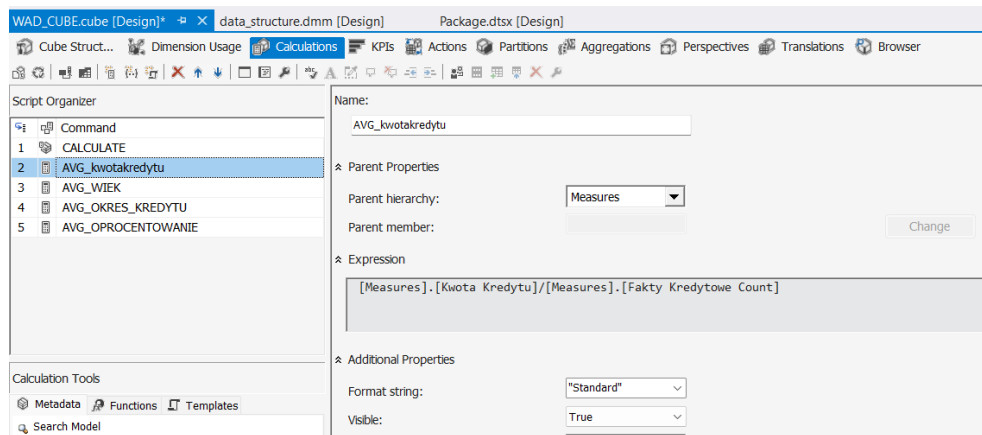 WAD_CUBE.cube [Design]* data_structure.dmm [Design] Package.dtsx [Design]
Cube Struct... Dimension Usage Calculations KPIs Actions Partitions Aggregations Perspectives Translations Browser
Script Organizer
Command
1 CALCULATE
2 AVG_kwotakredytu
3 AVG_WIEK
4 AVG_OKRES_KREDYTU
5 AVG_OPROCENTOWANIE
Calculation Tools
Metadata Functions Templates
Search Model
Name:
AVG_kwotakredytu
Parent Properties
Parent hierarchy: Measures
Parent member: Change
Expression
[Measures].[Kwota Kredytu]/[Measures].[Fakty Kredytowe Count]
Additional Properties
Format string: "Standard"
Visible: True